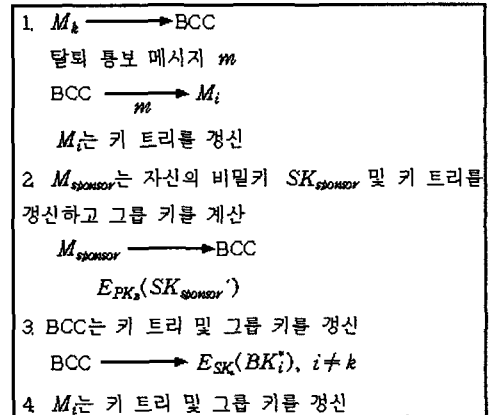 1. M_k ⟶ BCC
탈퇴 통보 메시지 m
BCC ⟶ M_i
m
M_i는 키 트리를 갱신
2. M_sponsor는 자신의 비밀키 SK_sponsor 및 키 트리를
갱신하고 그룹 키를 계산
M_sponsor ⟶ BCC
E_PK_B(SK_sponsor′)
3. BCC는 키 트리 및 그룹 키를 갱신
BCC ⟶ E_SK(BK_i*), i ≠ k
4. M_i는 키 트리 및 그룹 키를 갱신